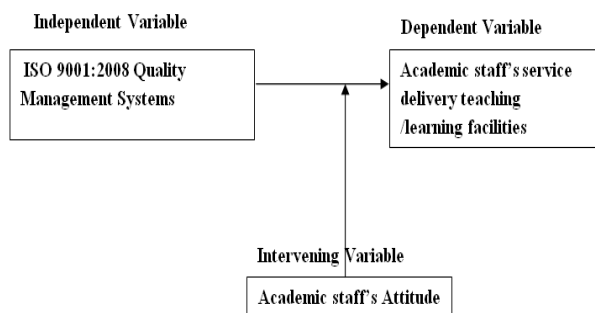 Independent Variable
Dependent Variable
ISO 9001:2008 Quality
Management Systems
Academic staff's service
delivery teaching
/learning facilities
Intervening Variable
Academic staff's Attitude